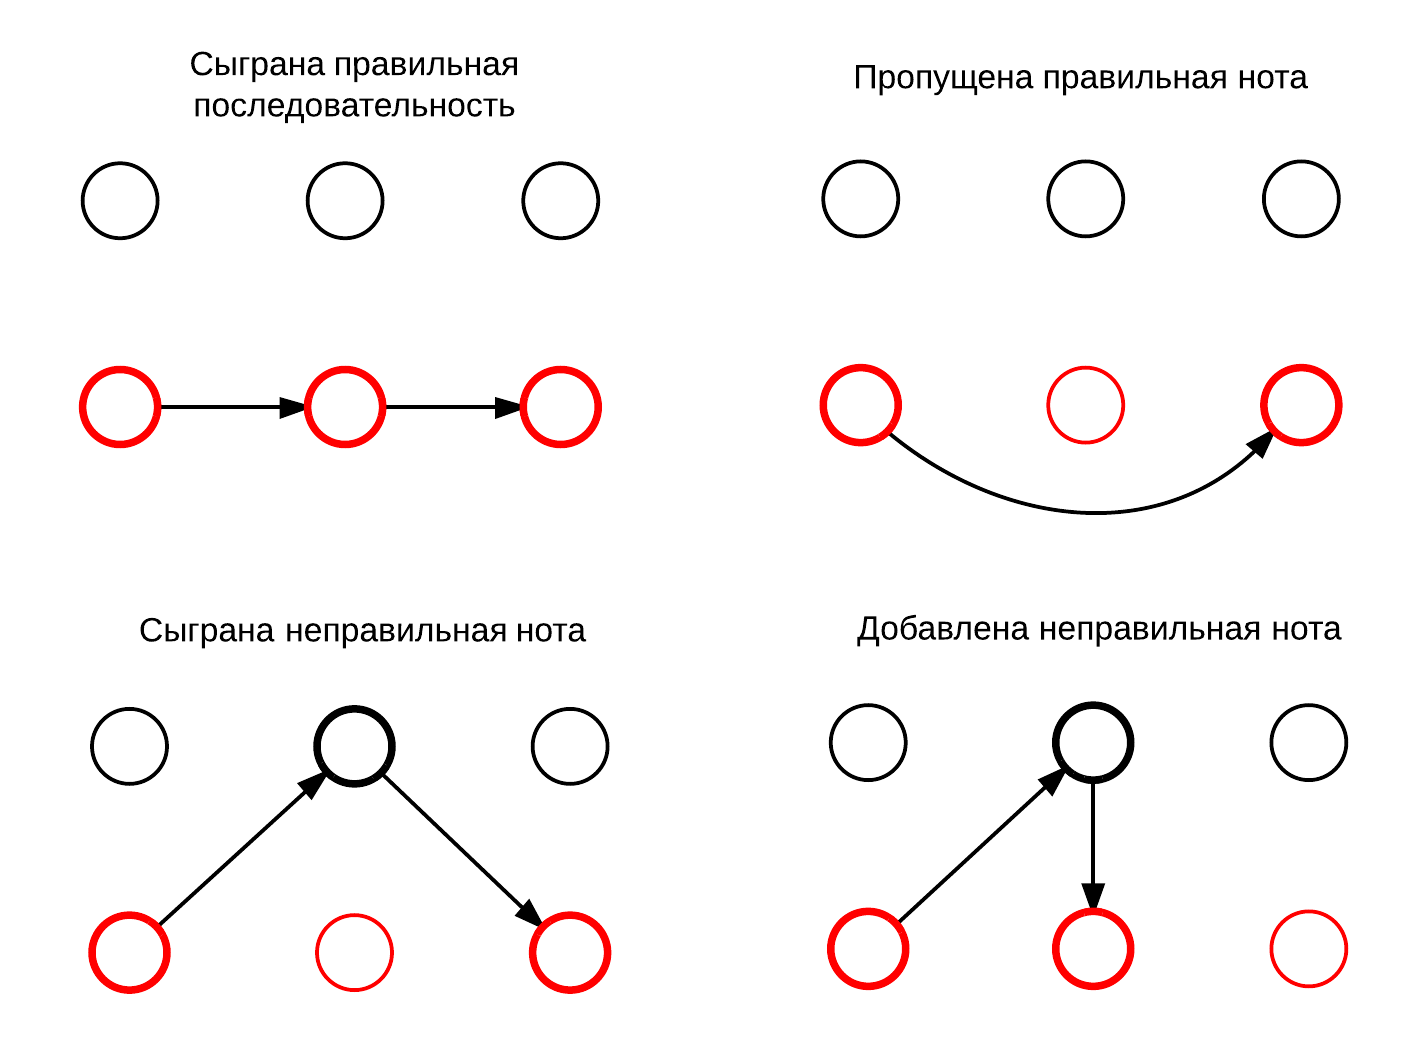 Сыграна правильная
последовательность
Пропущена правильная нота
Сыграна неправильная нота
Добавлена неправильная нота